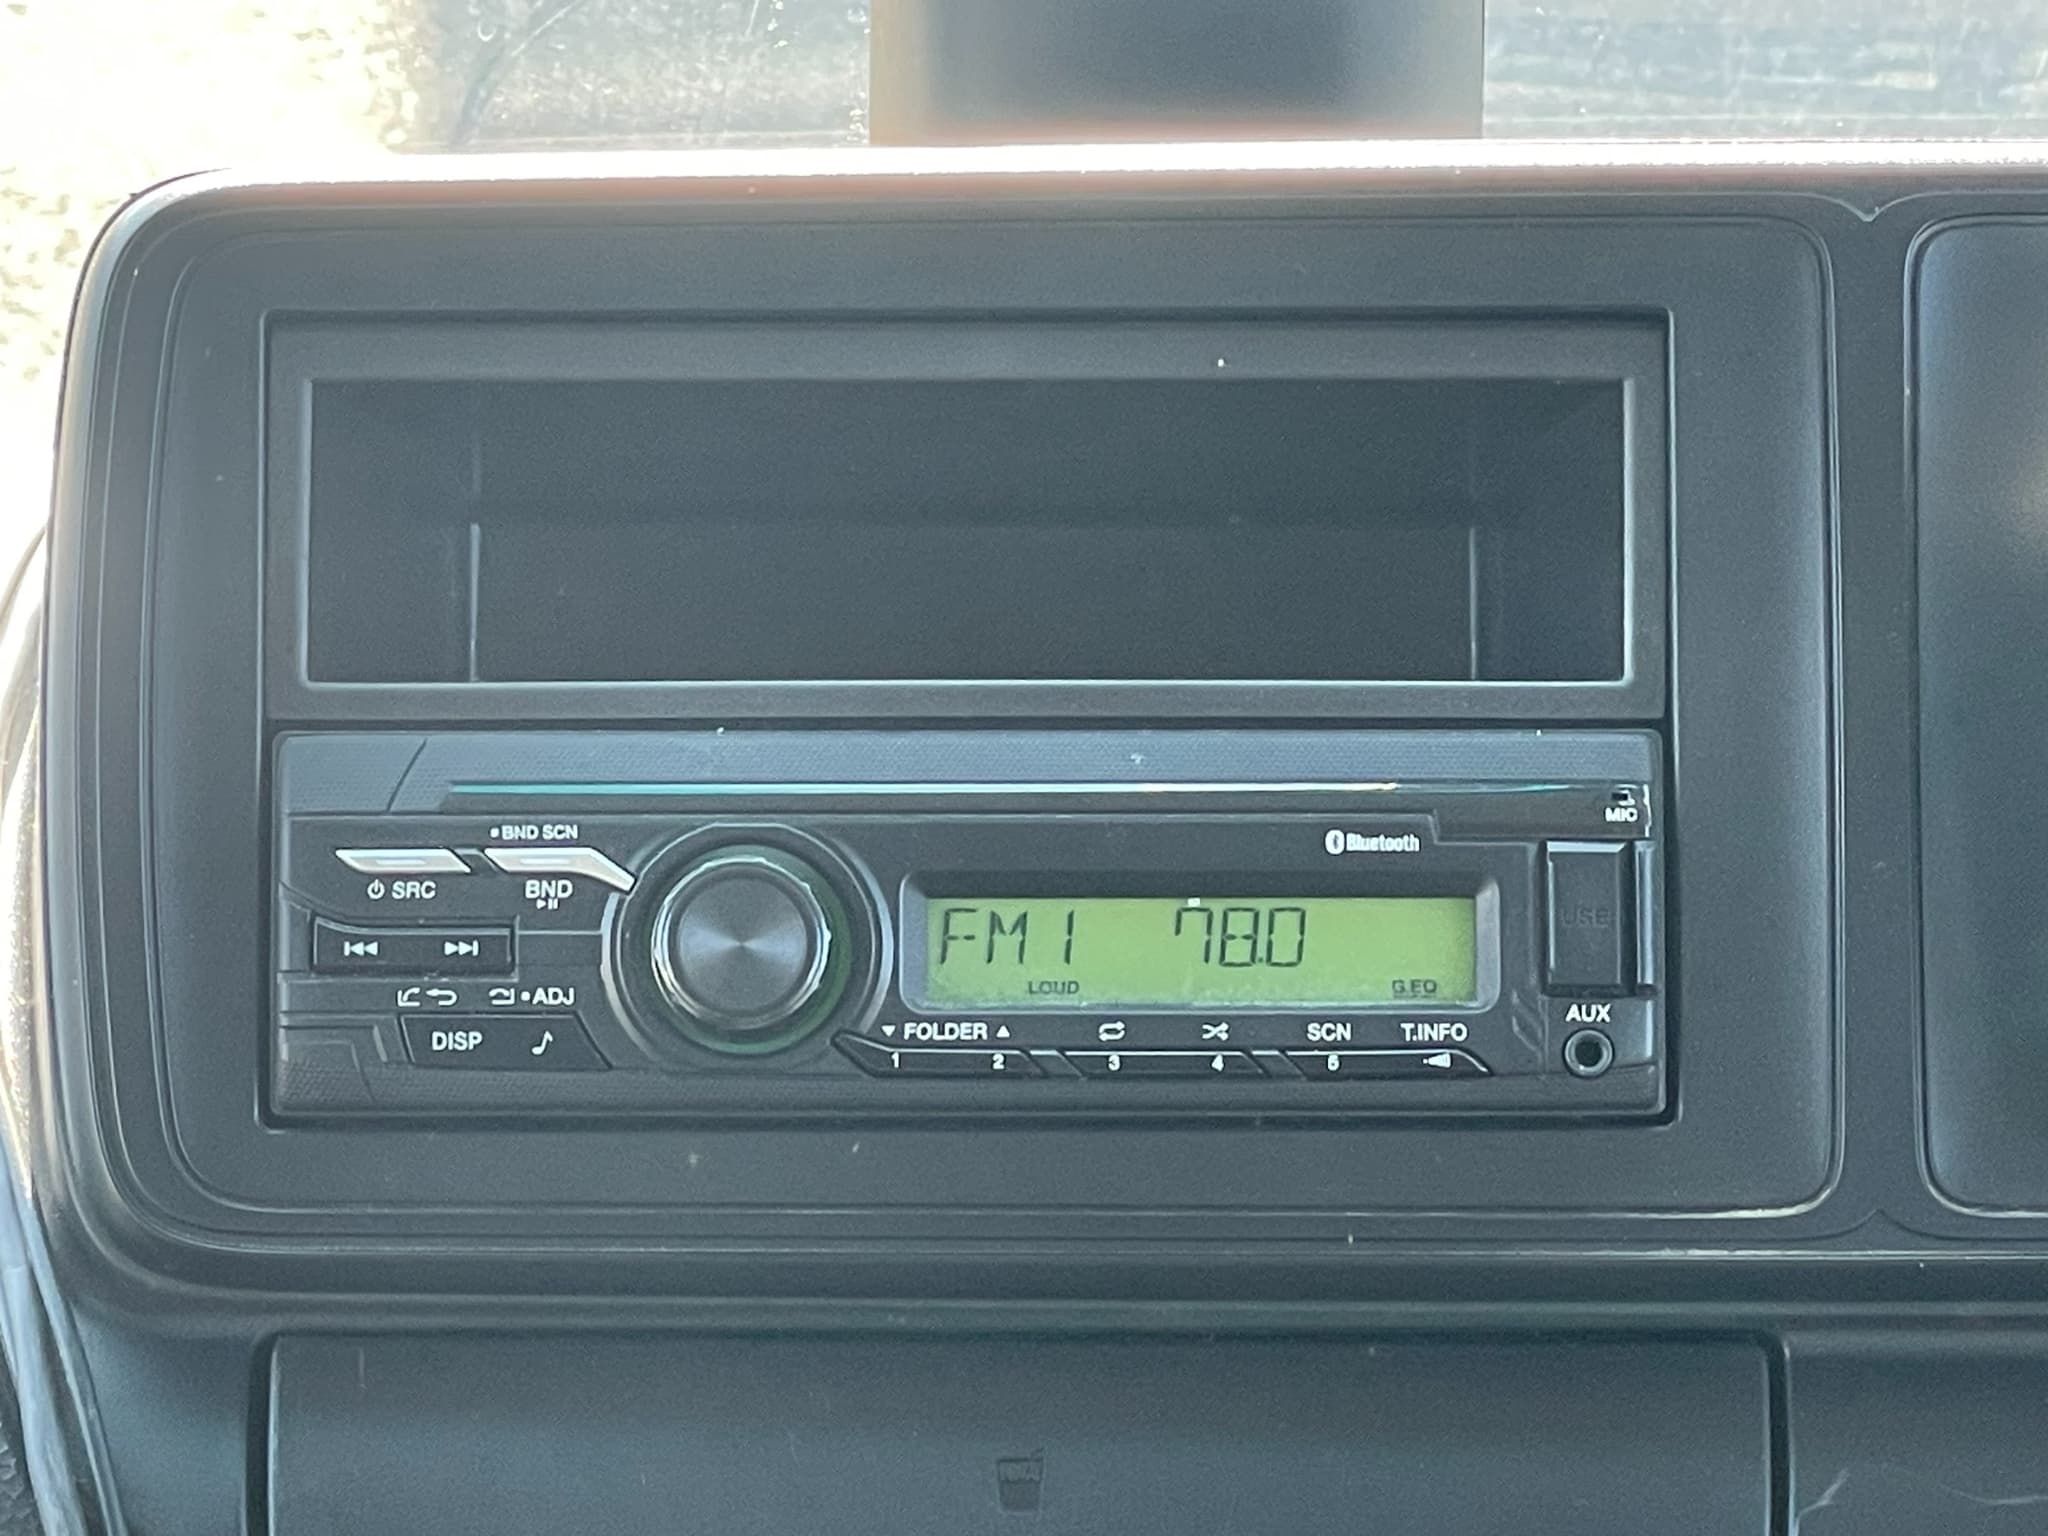 MIC
BND SCN
Bluetooth
SRC
BND
USB
FM1 78.0
LOUD G.EQ
ADJ
AUX
DISP
FOLDER SCN T.INFO
1 2 3 4 5